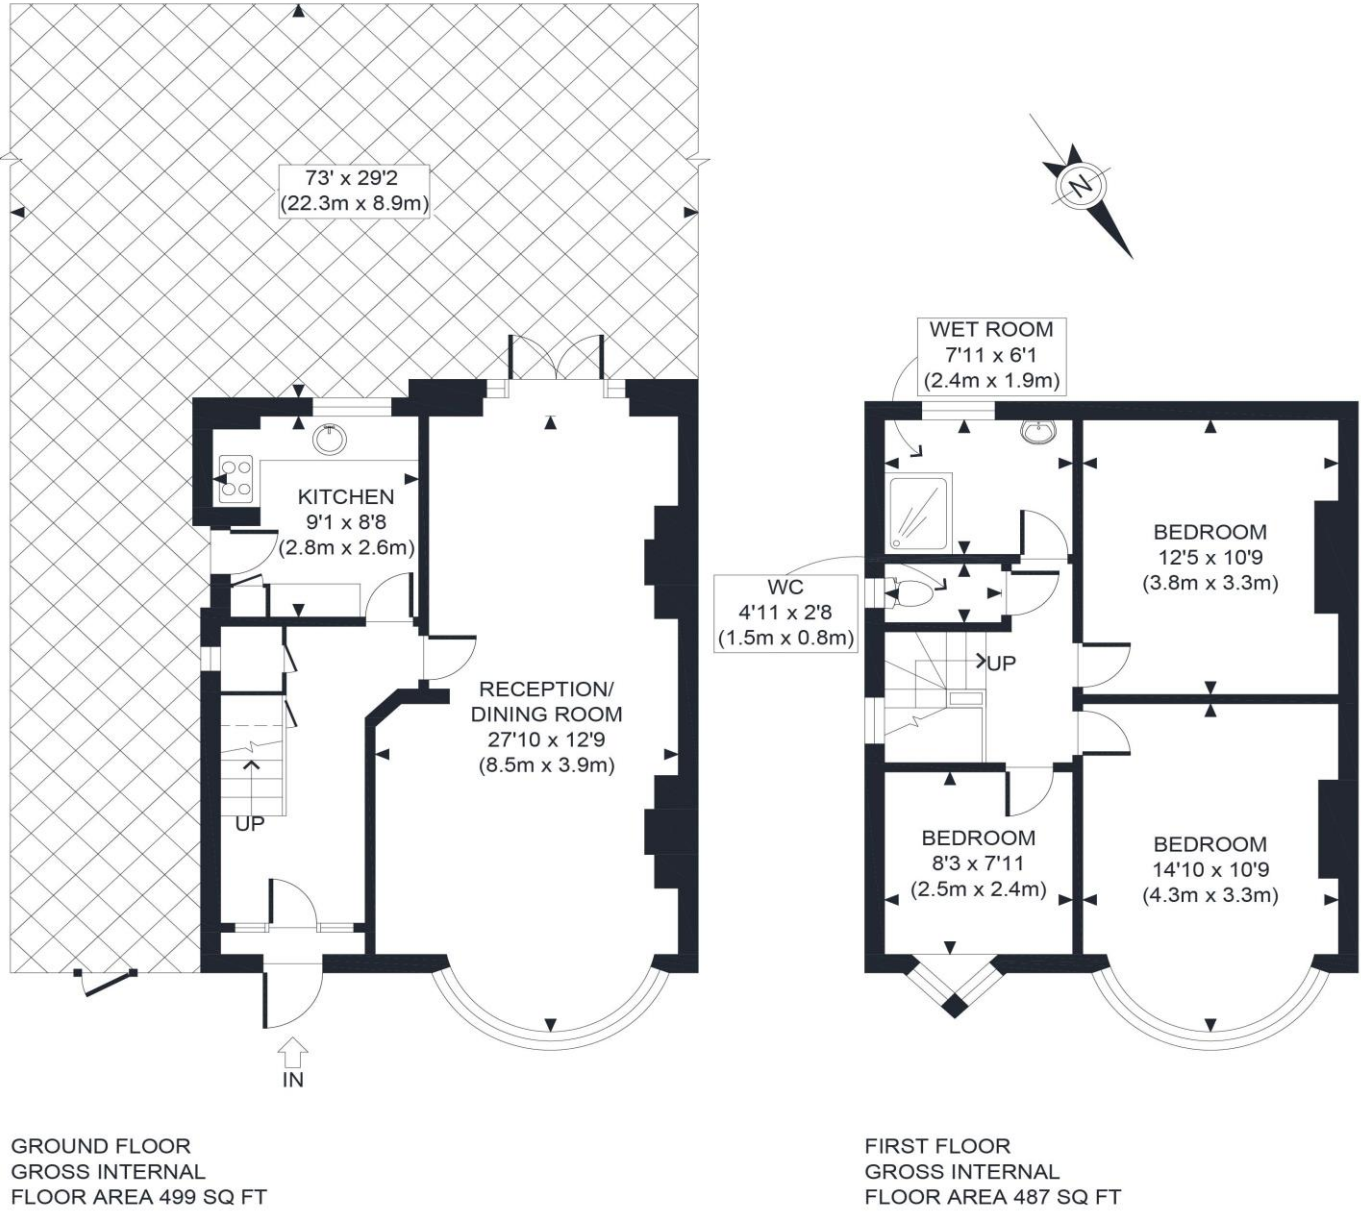 73' x 29'2
(22.3m x 8.9m)
N
WET ROOM
7'11 x 6'1
(2.4m x 1.9m)
KITCHEN
9'1 x 8'8
(2.8m x 2.6m)
BEDROOM
12'5 x 10'9
(3.8m x 3.3m)
WC
4'11 x 2'8
(1.5m x 0.8m)
UP
RECEPTION/
DINING ROOM
27'10 x 12'9
(8.5m x 3.9m)
UP
BEDROOM
8'3 x 7'11
(2.5m x 2.4m)
BEDROOM
14'10 x 10'9
(4.3m x 3.3m)
IN
GROUND FLOOR
GROSS INTERNAL
FLOOR AREA 499 SQ FT
FIRST FLOOR
GROSS INTERNAL
FLOOR AREA 487 SQ FT